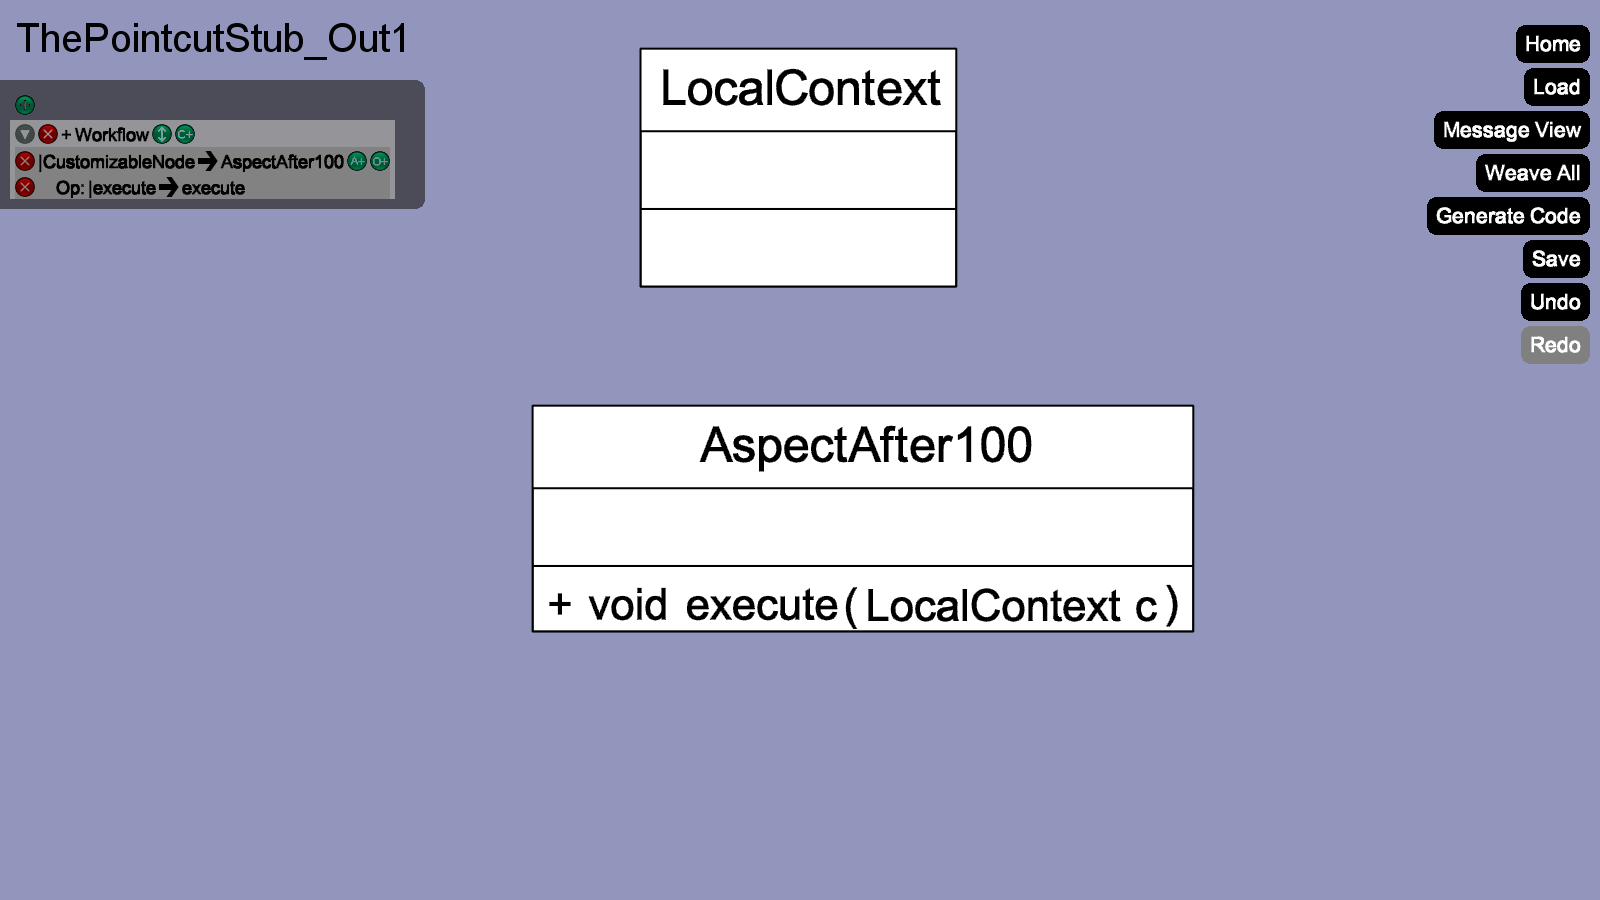 ThePointcutStub_Out1
+ Workflow C+
|CustomizableNode➔AspectAfter100 A+ O+
Op: |execute➔execute
LocalContext
AspectAfter100
+ void execute(LocalContext c)
Home
Load
Message View
Weave All
Generate Code
Save
Undo
Redo